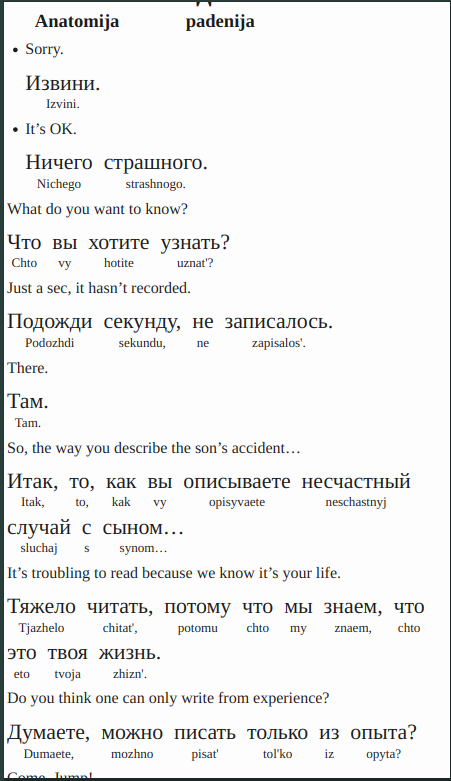 Anatomija padenija
• Sorry.
Извини.
Izvini.
• It’s OK.
Ничего страшного.
Nichego strashnogo.
What do you want to know?
Что вы хотите узнать?
Chto vy hotite uznat'?
Just a sec, it hasn’t recorded.
Подожди секунду, не записалось.
Podozhdi sekundu, ne zapisalos'.
There.
Там.
Tam.
So, the way you describe the son’s accident…
Итак, то, как вы описываете несчастный
Itak, to, kak vy opisyvaete neschastnyj
случай с сыном…
sluchaj s synom…
It’s troubling to read because we know it’s your life.
Тяжело читать, потому что мы знаем, что
Tjazhelo chitat', potomu chto my znaem, chto
это твоя жизнь.
eto tvoja zhizn'.
Do you think one can only write from experience?
Думаете, можно писать только из опыта?
Dumaete, mozhno pisat' tol'ko iz opyta?
Come, Jump!